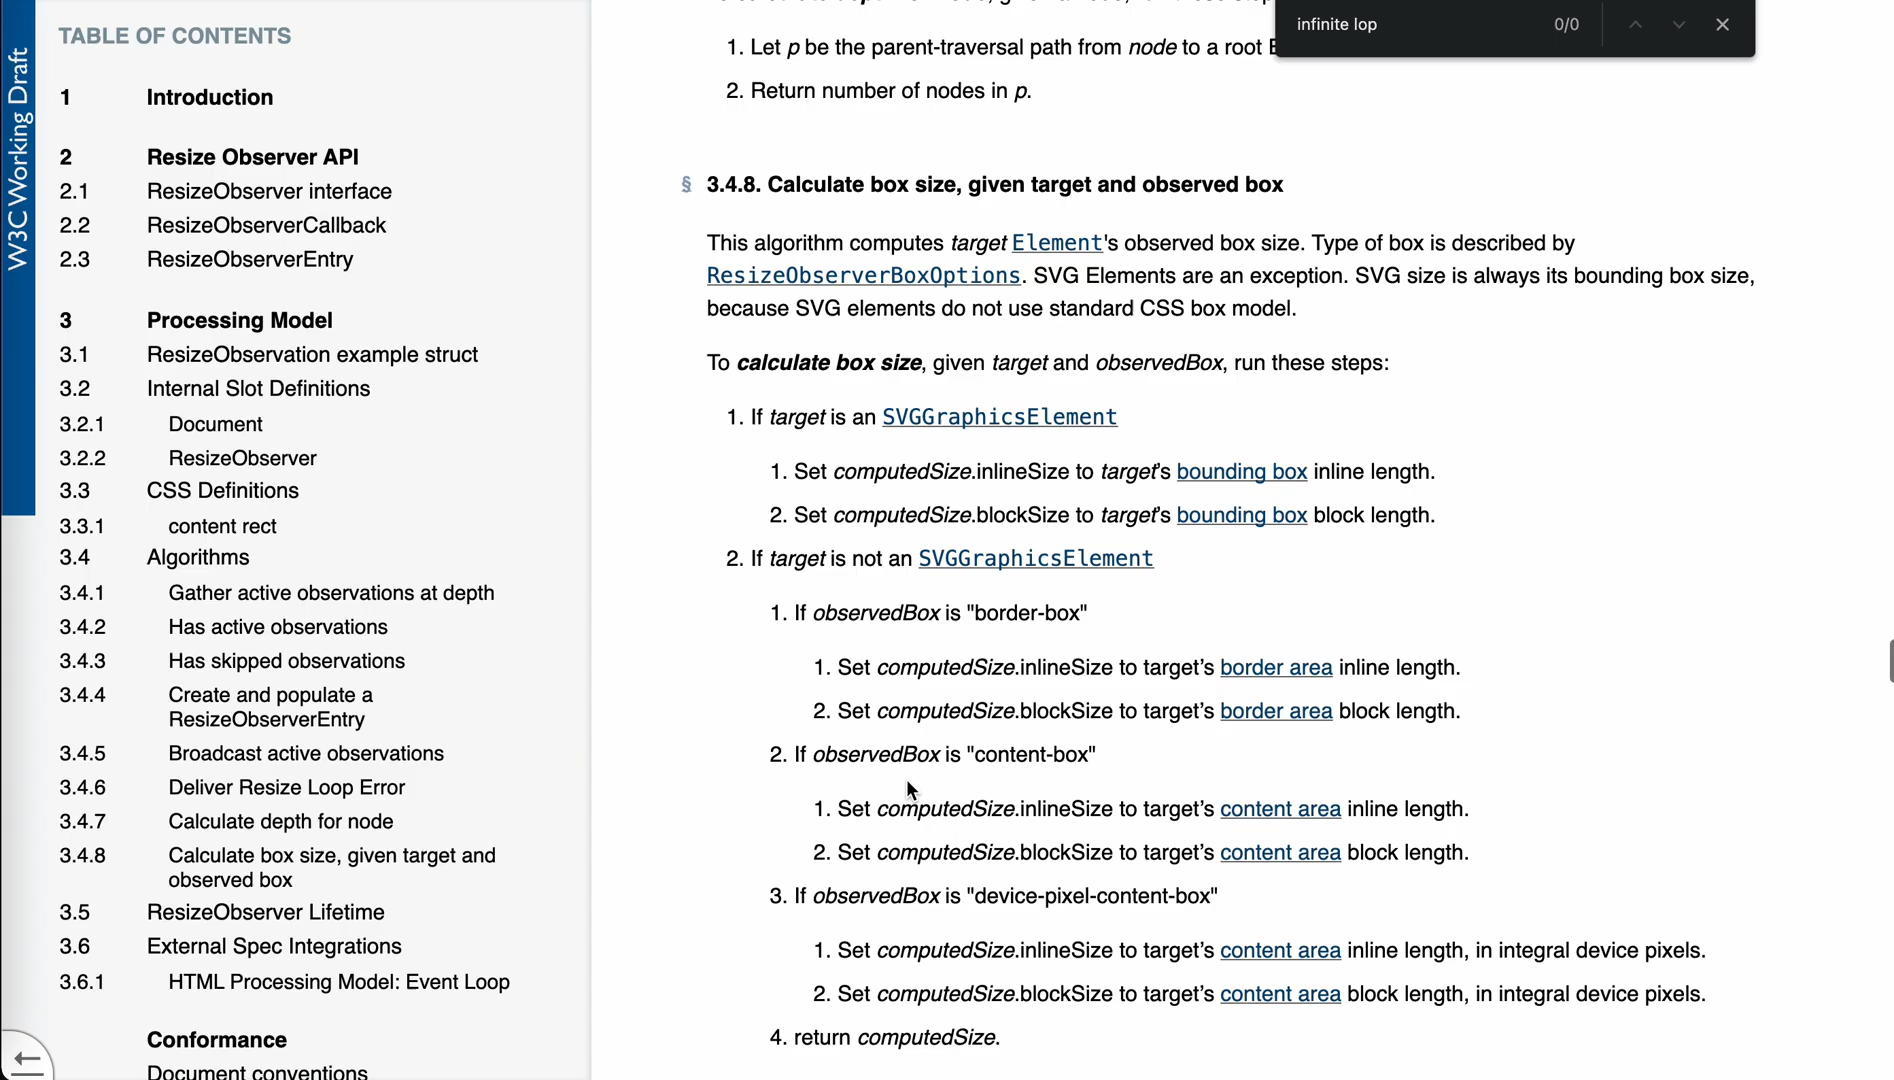 W3C Working Draft
TABLE OF CONTENTS
1 Introduction
2 Resize Observer API
2.1 ResizeObserver interface
2.2 ResizeObserverCallback
2.3 ResizeObserverEntry
3 Processing Model
3.1 ResizeObservation example struct
3.2 Internal Slot Definitions
3.2.1 Document
3.2.2 ResizeObserver
3.3 CSS Definitions
3.3.1 content rect
3.4 Algorithms
3.4.1 Gather active observations at depth
3.4.2 Has active observations
3.4.3 Has skipped observations
3.4.4 Create and populate a
ResizeObserverEntry
3.4.5 Broadcast active observations
3.4.6 Deliver Resize Loop Error
3.4.7 Calculate depth for node
3.4.8 Calculate box size, given target and
observed box
3.5 ResizeObserver Lifetime
3.6 External Spec Integrations
3.6.1 HTML Processing Model: Event Loop
Conformance
Document conventions
infinite lop 0/0
1. Let p be the parent-traversal path from node to a root
2. Return number of nodes in p.
§ 3.4.8. Calculate box size, given target and observed box
This algorithm computes target Element's observed box size. Type of box is described by
ResizeObserverBoxOptions. SVG Elements are an exception. SVG size is always its bounding box size,
because SVG elements do not use standard CSS box model.
To calculate box size, given target and observedBox, run these steps:
1. If target is an SVGGraphicsElement
1. Set computedSize.inlineSize to target's bounding box inline length.
2. Set computedSize.blockSize to target's bounding box block length.
2. If target is not an SVGGraphicsElement
1. If observedBox is "border-box"
1. Set computedSize.inlineSize to target's border area inline length.
2. Set computedSize.blockSize to target's border area block length.
2. If observedBox is "content-box"
1. Set computedSize.inlineSize to target's content area inline length.
2. Set computedSize.blockSize to target's content area block length.
3. If observedBox is "device-pixel-content-box"
1. Set computedSize.inlineSize to target's content area inline length, in integral device pixels.
2. Set computedSize.blockSize to target's content area block length, in integral device pixels.
4. return computedSize.